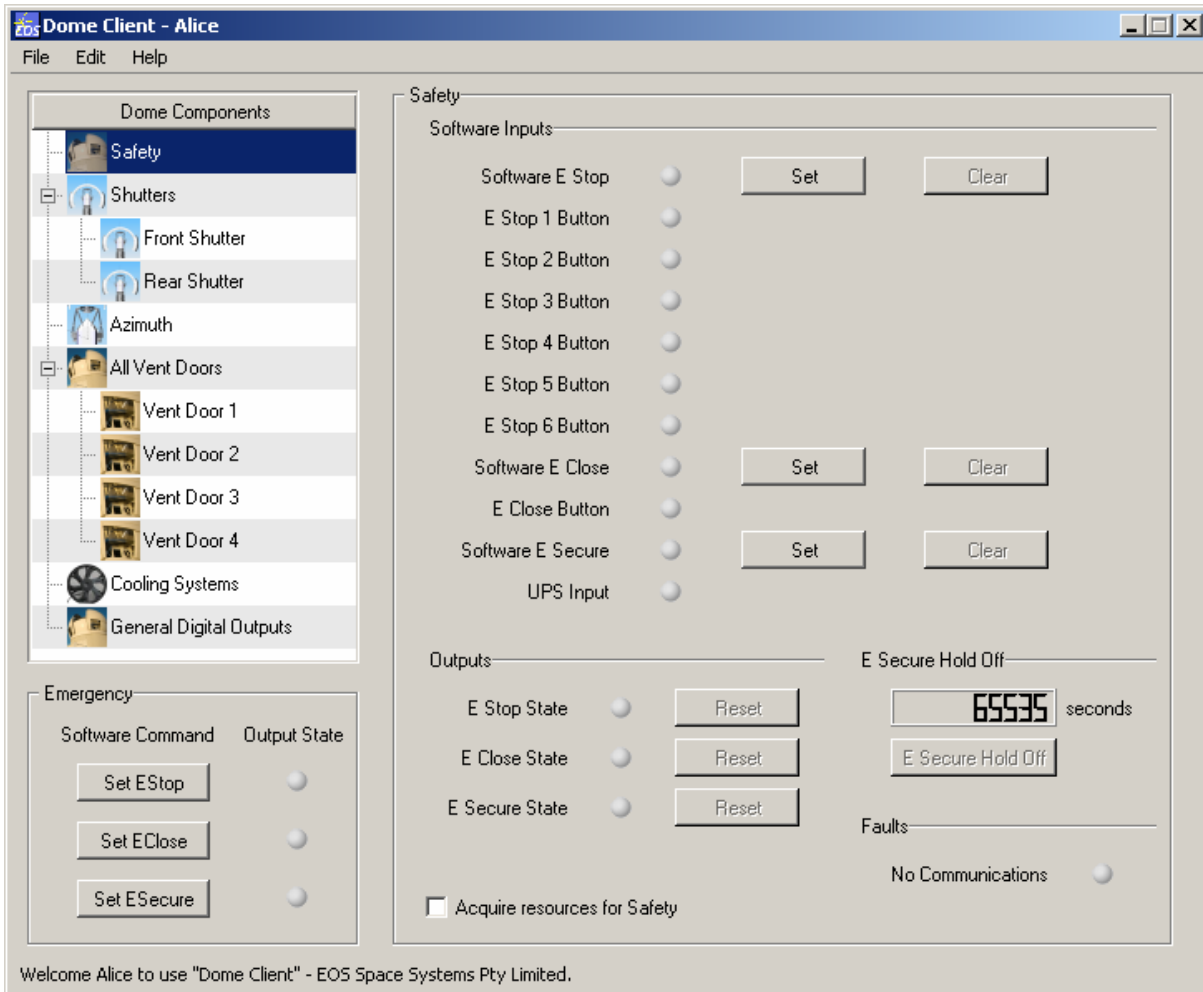 EOS Dome Client - Alice
File Edit Help
Dome Components
Safety
Shutters
Front Shutter
Rear Shutter
Azimuth
All Vent Doors
Vent Door 1
Vent Door 2
Vent Door 3
Vent Door 4
Cooling Systems
General Digital Outputs
Emergency
Software Command Output State
Set EStop
Set EClose
Set ESecure
Safety
Software Inputs
Software E Stop Set Clear
E Stop 1 Button
E Stop 2 Button
E Stop 3 Button
E Stop 4 Button
E Stop 5 Button
E Stop 6 Button
Software E Close Set Clear
E Close Button
Software E Secure Set Clear
UPS Input
Outputs
E Stop State Reset
E Close State Reset
E Secure State Reset
E Secure Hold Off
65535 seconds
E Secure Hold Off
Faults
No Communications
Acquire resources for Safety
Welcome Alice to use "Dome Client" - EOS Space Systems Pty Limited.